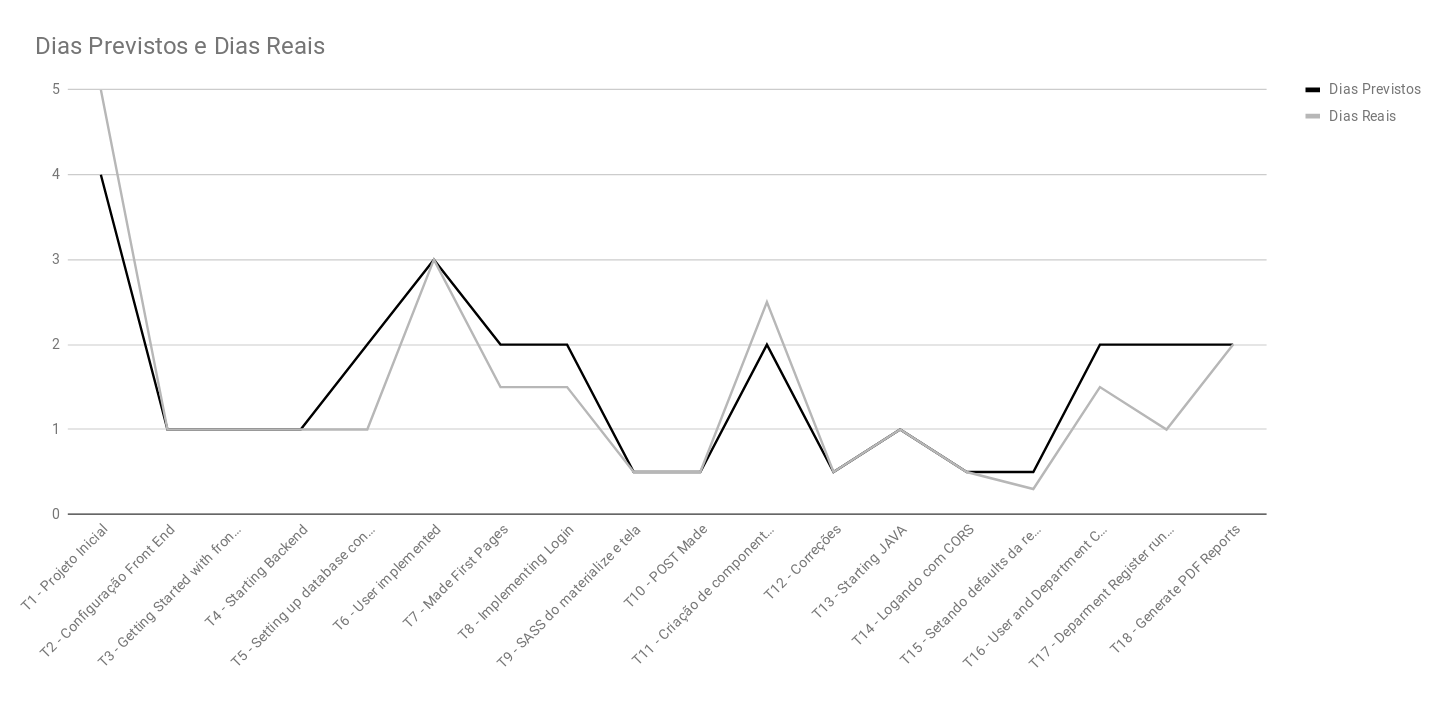 Dias Previstos e Dias Reais
Dias Previstos
Dias Reais
5
4
3
2
1
0
T1 - Projeto Inicial
T2 - Configuração Front End
T3 - Getting Started with fron…
T4 - Starting Backend
T5 - Setting up database con…
T6 - User implemented
T7 - Made First Pages
T8 - Implementing Login
T9 - SASS do materialize e tela
T10 - POST Made
T11 - Criação de component…
T12 - Correções
T13 - Starting JAVA
T14 - Logando com CORS
T15 - Setando defaults da re…
T16 - User and Department C…
T17 - Deparment Register run…
T18 - Generate PDF Reports